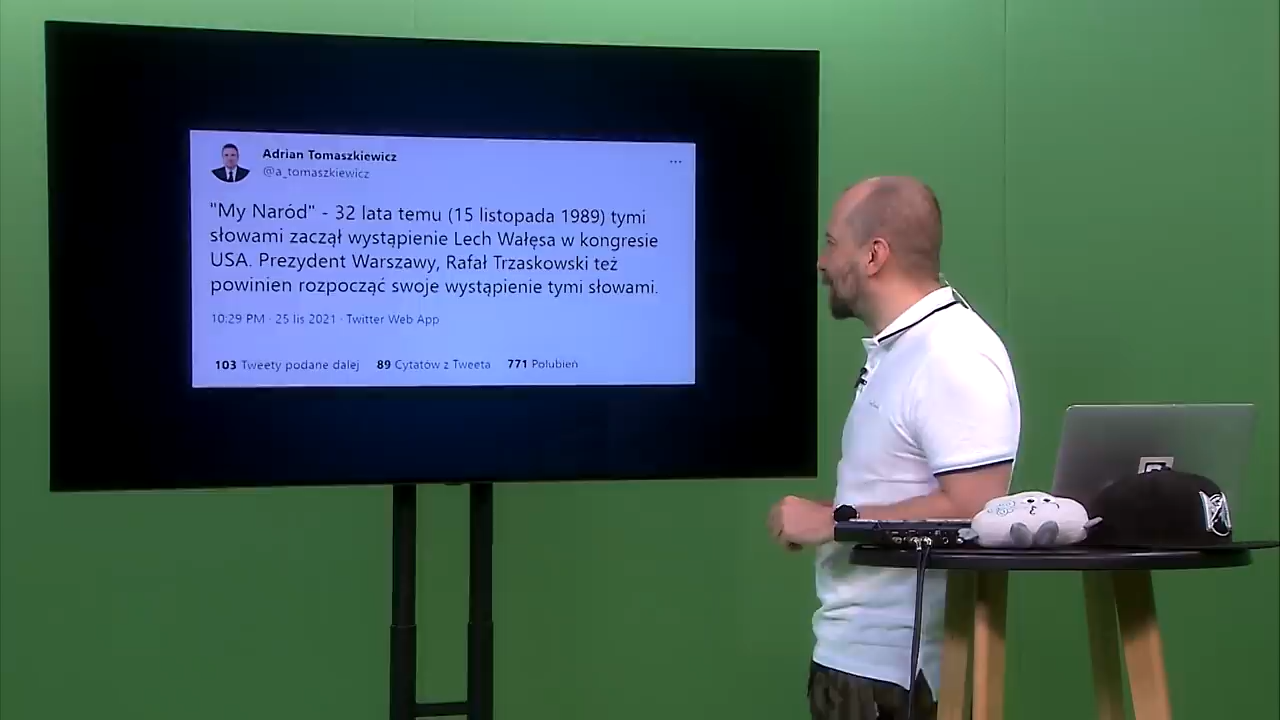 Adrian Tomaszkiewicz
@a_tomaszkiewicz
"My Naród" - 32 lata temu (15 listopada 1989) tymi
słowami zaczął wystąpienie Lech Wałęsa w kongresie
USA. Prezydent Warszawy, Rafał Trzaskowski też
powinien rozpocząć swoje wystąpienie tymi słowami.
10:29 PM · 25 lis 2021 · Twitter Web App
103 Tweety podane dalej 89 Cytatów z Tweeta 771 Polubień